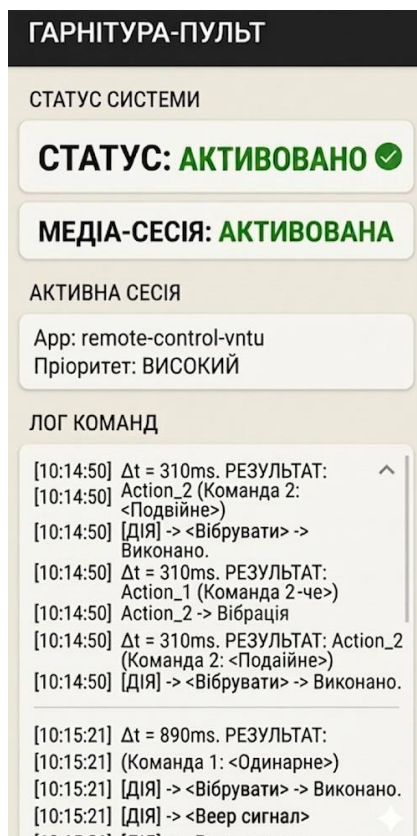 ГАРНІТУРА-ПУЛЬТ
СТАТУС СИСТЕМИ
СТАТУС: АКТИВОВАНО
МЕДІА-СЕСІЯ: АКТИВОВАНА
АКТИВНА СЕСІЯ
App: remote-control-vntu
Пріоритет: ВИСОКИЙ
ЛОГ КОМАНД
[10:14:50] Δt = 310ms. РЕЗУЛЬТАТ:
[10:14:50] Action_2 (Команда 2:
<Подвійне>)
[10:14:50] [ДІЯ] -> <Вібрувати> ->
Виконано.
[10:14:50] Δt = 310ms. РЕЗУЛЬТАТ:
Action_1 (Команда 2-че>)
[10:14:50] Action_2 -> Вібрація
[10:14:50] Δt = 310ms. РЕЗУЛЬТАТ: Action_2
(Команда 2: <Подаійне>)
[10:14:50] [ДІЯ] -> <Вібрувати> -> Виконано.
[10:15:21] Δt = 890ms. РЕЗУЛЬТАТ:
[10:15:21] (Команда 1: <Одинарне>)
[10:15:21] [ДІЯ] -> <Вібрувати> -> Виконано.
[10:15:21] [ДІЯ] -> <Beep сигнал>